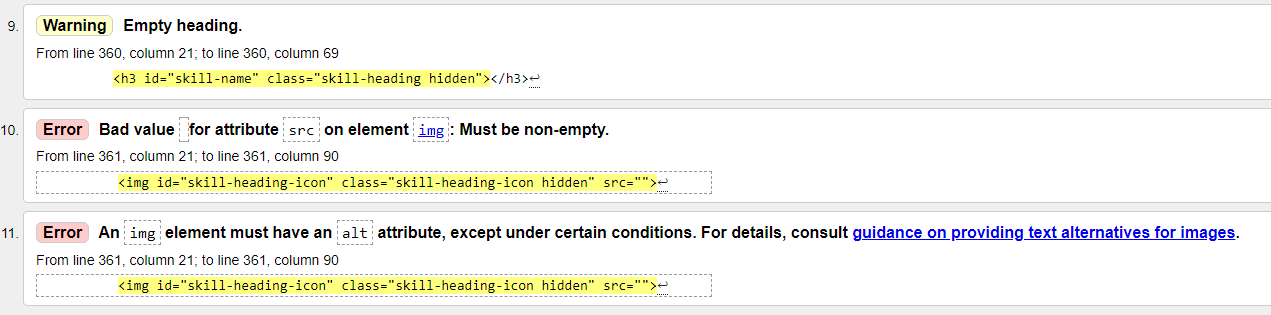 9. Warning Empty heading.
From line 360, column 21; to line 360, column 69
<h3 id="skill-name" class="skill-heading hidden"></h3>↩
10. Error Bad value for attribute src on element img: Must be non-empty.
From line 361, column 21; to line 361, column 90
<img id="skill-heading-icon" class="skill-heading-icon hidden" src="">↩
11. Error An img element must have an alt attribute, except under certain conditions. For details, consult guidance on providing text alternatives for images.
From line 361, column 21; to line 361, column 90
<img id="skill-heading-icon" class="skill-heading-icon hidden" src="">↩